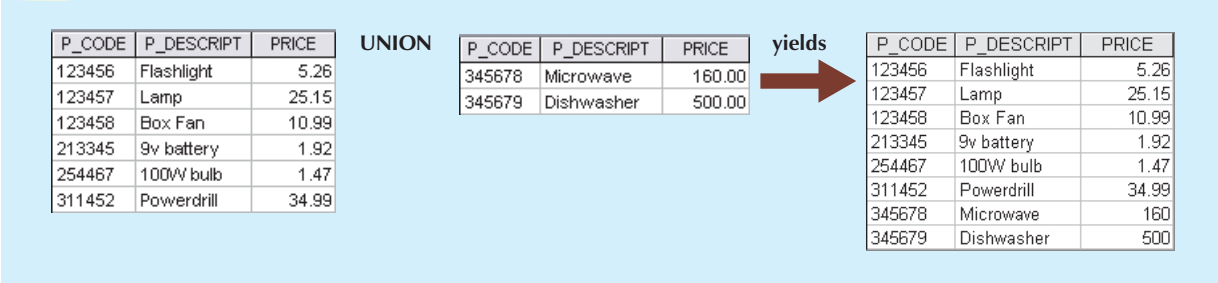 P_CODE P_DESCRIPT PRICE
123456 Flashlight 5.26
123457 Lamp 25.15
123458 Box Fan 10.99
213345 9v battery 1.92
254467 100W bulb 1.47
311452 Powerdrill 34.99
UNION
P_CODE P_DESCRIPT PRICE
345678 Microwave 160.00
345679 Dishwasher 500.00
yields
P_CODE P_DESCRIPT PRICE
123456 Flashlight 5.26
123457 Lamp 25.15
123458 Box Fan 10.99
213345 9v battery 1.92
254467 100W bulb 1.47
311452 Powerdrill 34.99
345678 Microwave 160
345679 Dishwasher 500